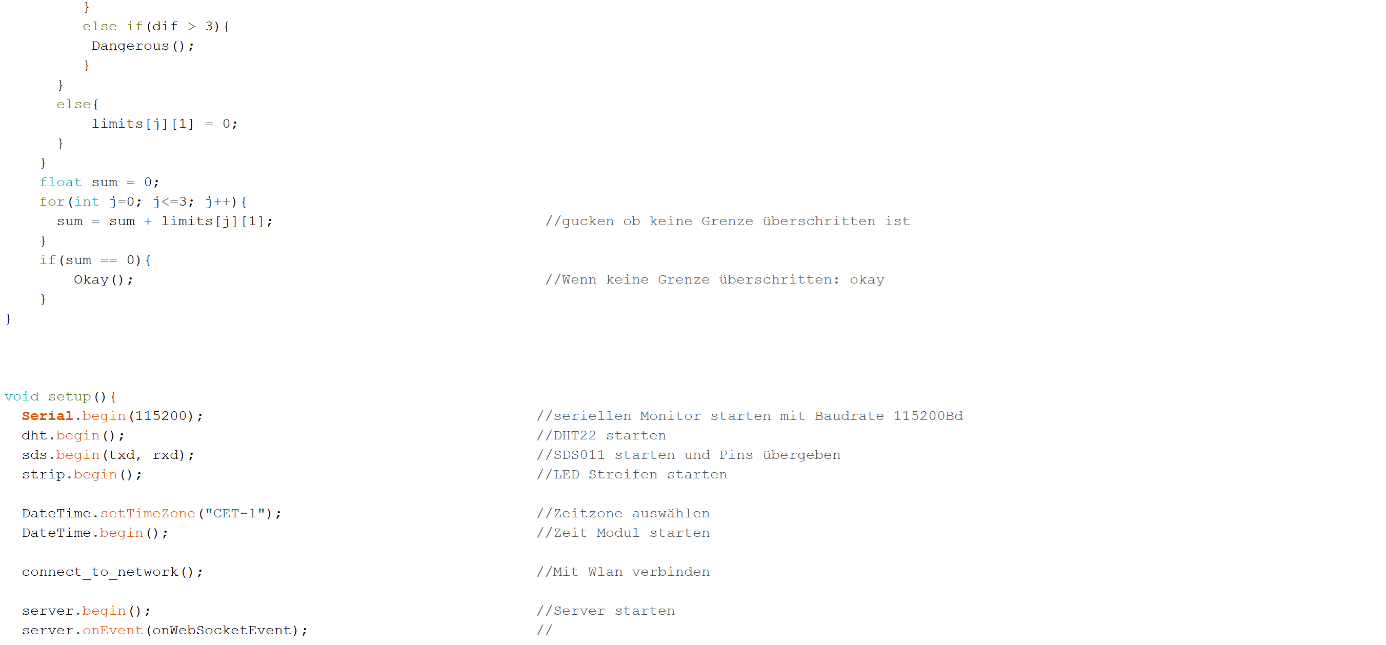 }
else if(dif > 3){
Dangerous();
}
}
else{
limits[j][1] = 0;
}
}
float sum = 0;
for(int j=0; j<=3; j++){
sum = sum + limits[j][1]; //gucken ob keine Grenze überschritten ist
}
if(sum == 0){
Okay(); //Wenn keine Grenze überschritten: okay
}
}
void setup(){
Serial.begin(115200); //seriellen Monitor starten mit Baudrate 115200Bd
dht.begin(); //DHT22 starten
sds.begin(txd, rxd); //SDS011 starten und Pins übergeben
strip.begin(); //LED Streifen starten
DateTime.setTimeZone("CET-1"); //Zeitzone auswählen
DateTime.begin(); //Zeit Modul starten
connect_to_network(); //Mit Wlan verbinden
server.begin(); //Server starten
server.onEvent(onWebSocketEvent); //